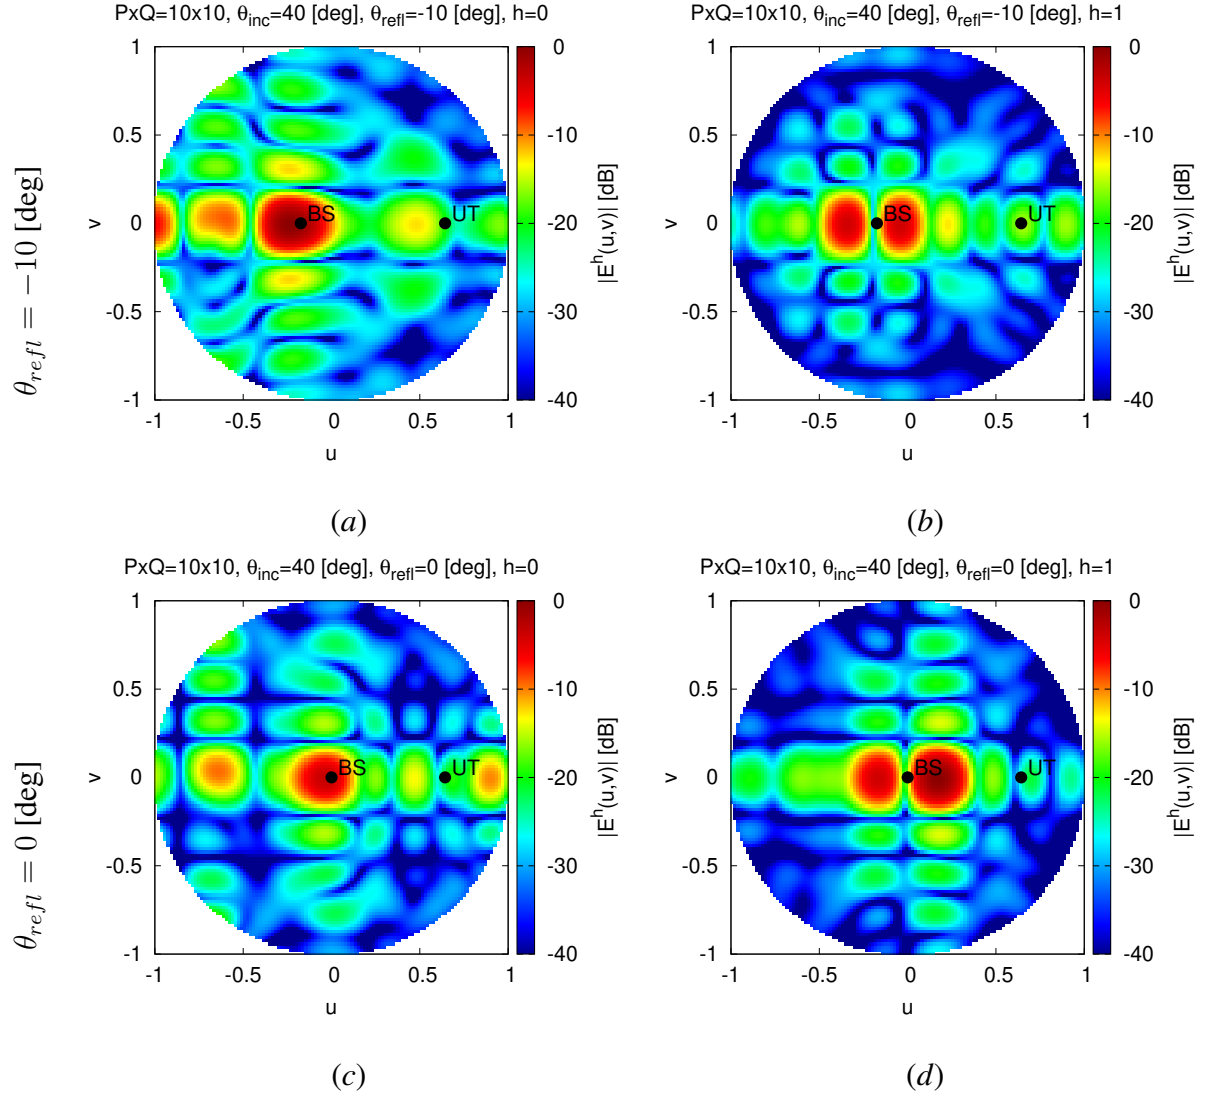 PxQ=10x10, θinc=40 [deg], θrefl=-10 [deg], h=0
1
0.5
0
-0.5
-1
-1 -0.5 0 0.5 1
v
u
BS
UT
0
-10
-20
-30
-40
|E^h(u,v)| [dB]
(a)
PxQ=10x10, θinc=40 [deg], θrefl=-10 [deg], h=1
1
0.5
0
-0.5
-1
-1 -0.5 0 0.5 1
v
u
BS
UT
0
-10
-20
-30
-40
|E^h(u,v)| [dB]
(b)
θrefl = −10 [deg]
PxQ=10x10, θinc=40 [deg], θrefl=0 [deg], h=0
1
0.5
0
-0.5
-1
-1 -0.5 0 0.5 1
v
u
BS
UT
0
-10
-20
-30
-40
|E^h(u,v)| [dB]
(c)
PxQ=10x10, θinc=40 [deg], θrefl=0 [deg], h=1
1
0.5
0
-0.5
-1
-1 -0.5 0 0.5 1
v
u
BS
UT
0
-10
-20
-30
-40
|E^h(u,v)| [dB]
(d)
θrefl = 0 [deg]